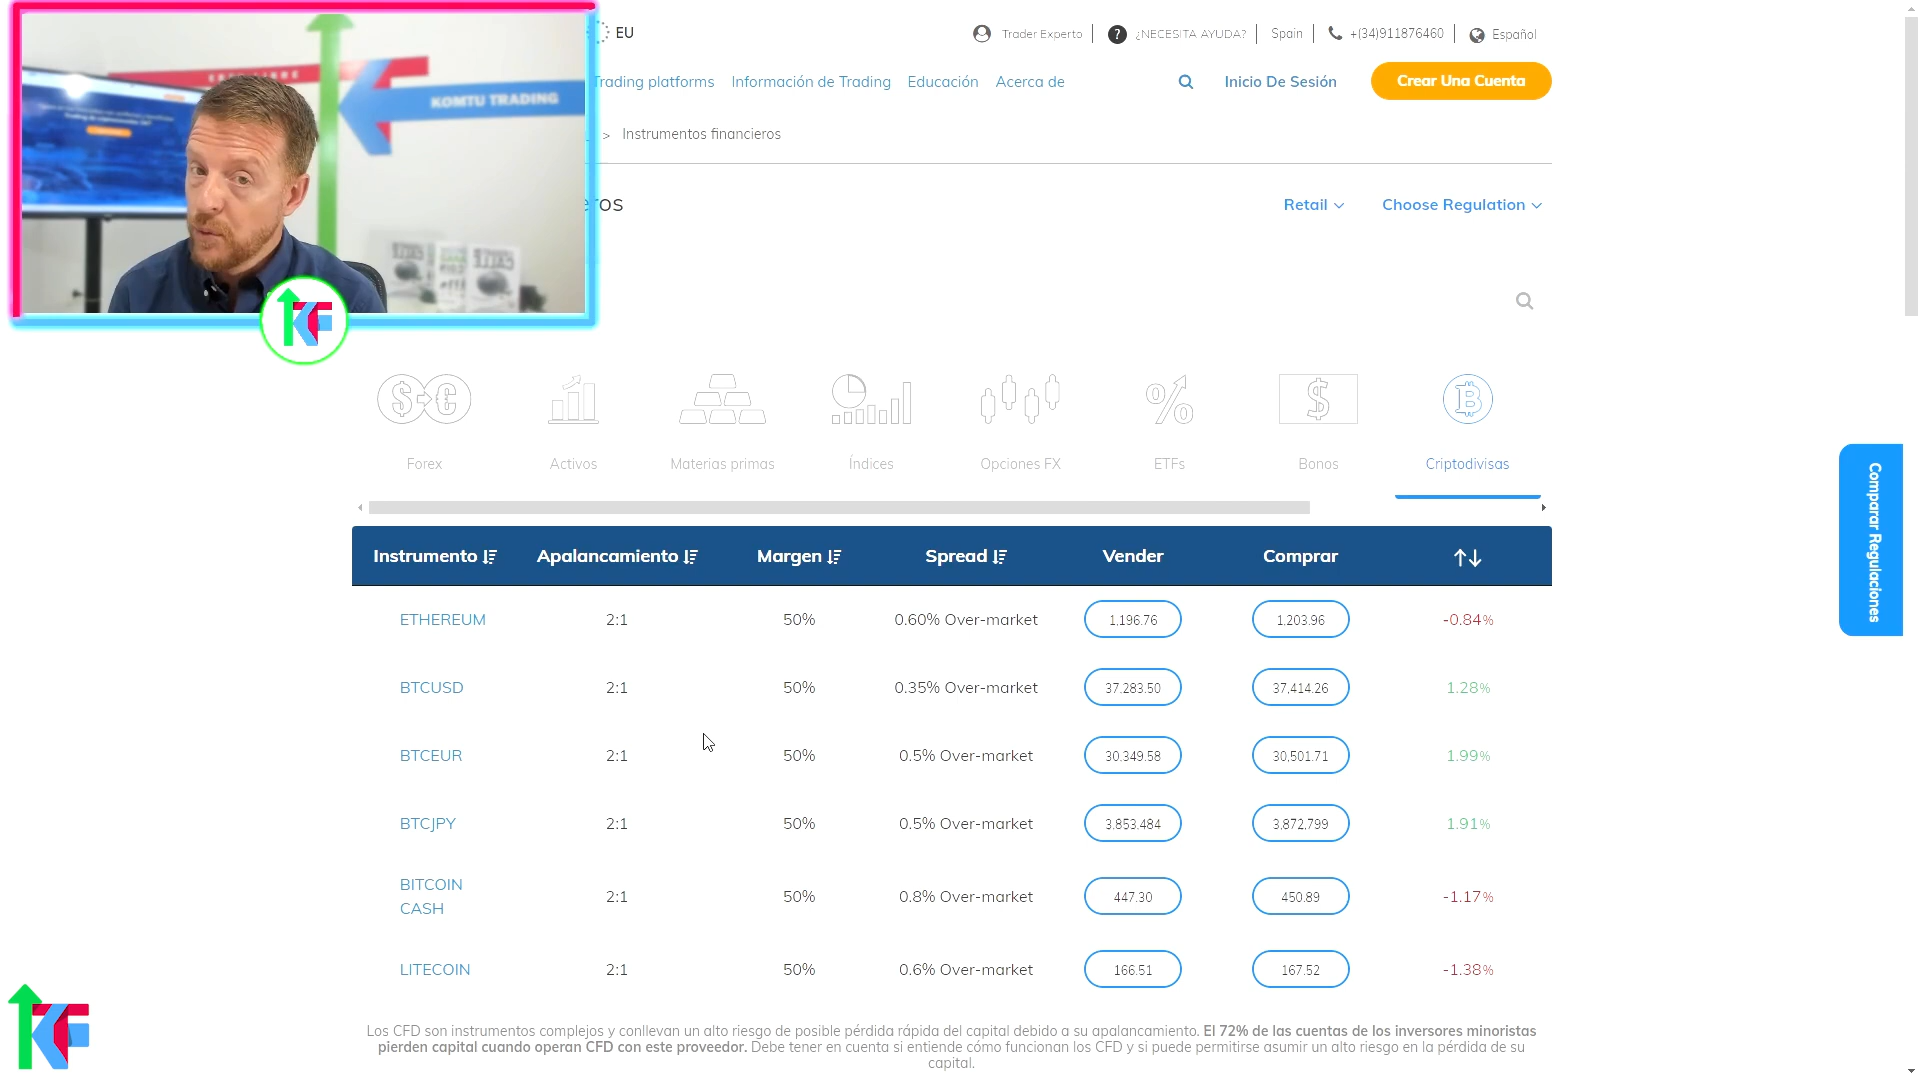 EU
Trader Experto
? ¿NECESITA AYUDA?
Spain
+(34)911876460
Español
KOMTU TRADING
Trading platforms
Información de Trading
Educación
Acerca de
Inicio De Sesión
Crear Una Cuenta
> Instrumentos financieros
eros
Retail
Choose Regulation
KF
Forex
Activos
Materias primas
Índices
Opciones FX
ETFs
Bonos
Criptodivisas
Comparar Regulaciones
Instrumento Apalancamiento Margen Spread Vender Comprar
ETHEREUM 2:1 50% 0.60% Over-market 1,196.76 1,203.96 -0.84%
BTCUSD 2:1 50% 0.35% Over-market 37,283.50 37,414.26 1.28%
BTCEUR 2:1 50% 0.5% Over-market 30,349.58 30,501.71 1.99%
BTCJPY 2:1 50% 0.5% Over-market 3,853,484 3,872,799 1.91%
BITCOIN
CASH 2:1 50% 0.8% Over-market 447.30 450.89 -1.17%
LITECOIN 2:1 50% 0.6% Over-market 166.51 167.52 -1.38%
Los CFD son instrumentos complejos y conllevan un alto riesgo de posible pérdida rápida del capital debido a su apalancamiento. El 72% de las cuentas de los inversores minoristas
pierden capital cuando operan CFD con este proveedor. Debe tener en cuenta si entiende cómo funcionan los CFD y si puede permitirse asumir un alto riesgo en la pérdida de su
capital.
KF